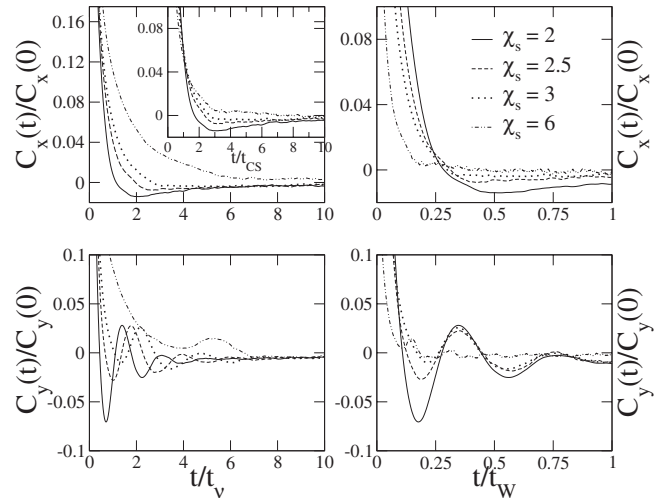 0.16
0.12
0.08
0.04
0
0 2 4 6 8 10
C_x(t)/C_x(0)
0.08
0.04
0
0 2 4 6 8 10
t/t_CS
0.08
0.04
0
0 0.25 0.5 0.75 1
C_x(t)/C_x(0)
χ_s = 2
χ_s = 2.5
χ_s = 3
χ_s = 6
0.1
0.05
0
-0.05
-0.1
0 2 4 6 8 10
C_y(t)/C_y(0)
t/t_ν
0.1
0.05
0
-0.05
-0.1
0 0.25 0.5 0.75 1
C_y(t)/C_y(0)
t/t_W